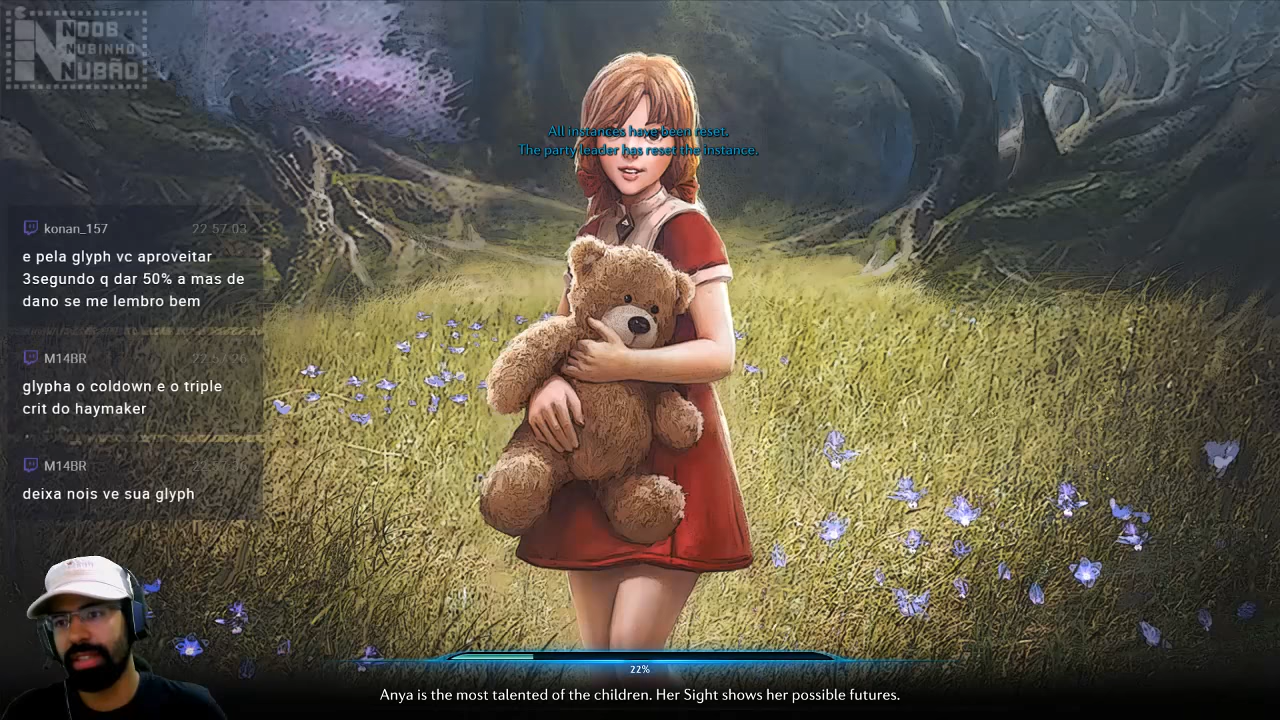 NOOB
NUBINHO
NUBÃO
All instances have been reset.
The party leader has reset the instance.
konan_157 22:57:03
e pela glyph vc aproveitar
3segundo q dar 50% a mas de
dano se me lembro bem
M14BR
glypha o coldown e o triple
crit do haymaker
M14BR
deixa nois ve sua glyph
22%
Anya is the most talented of the children. Her Sight shows her possible futures.